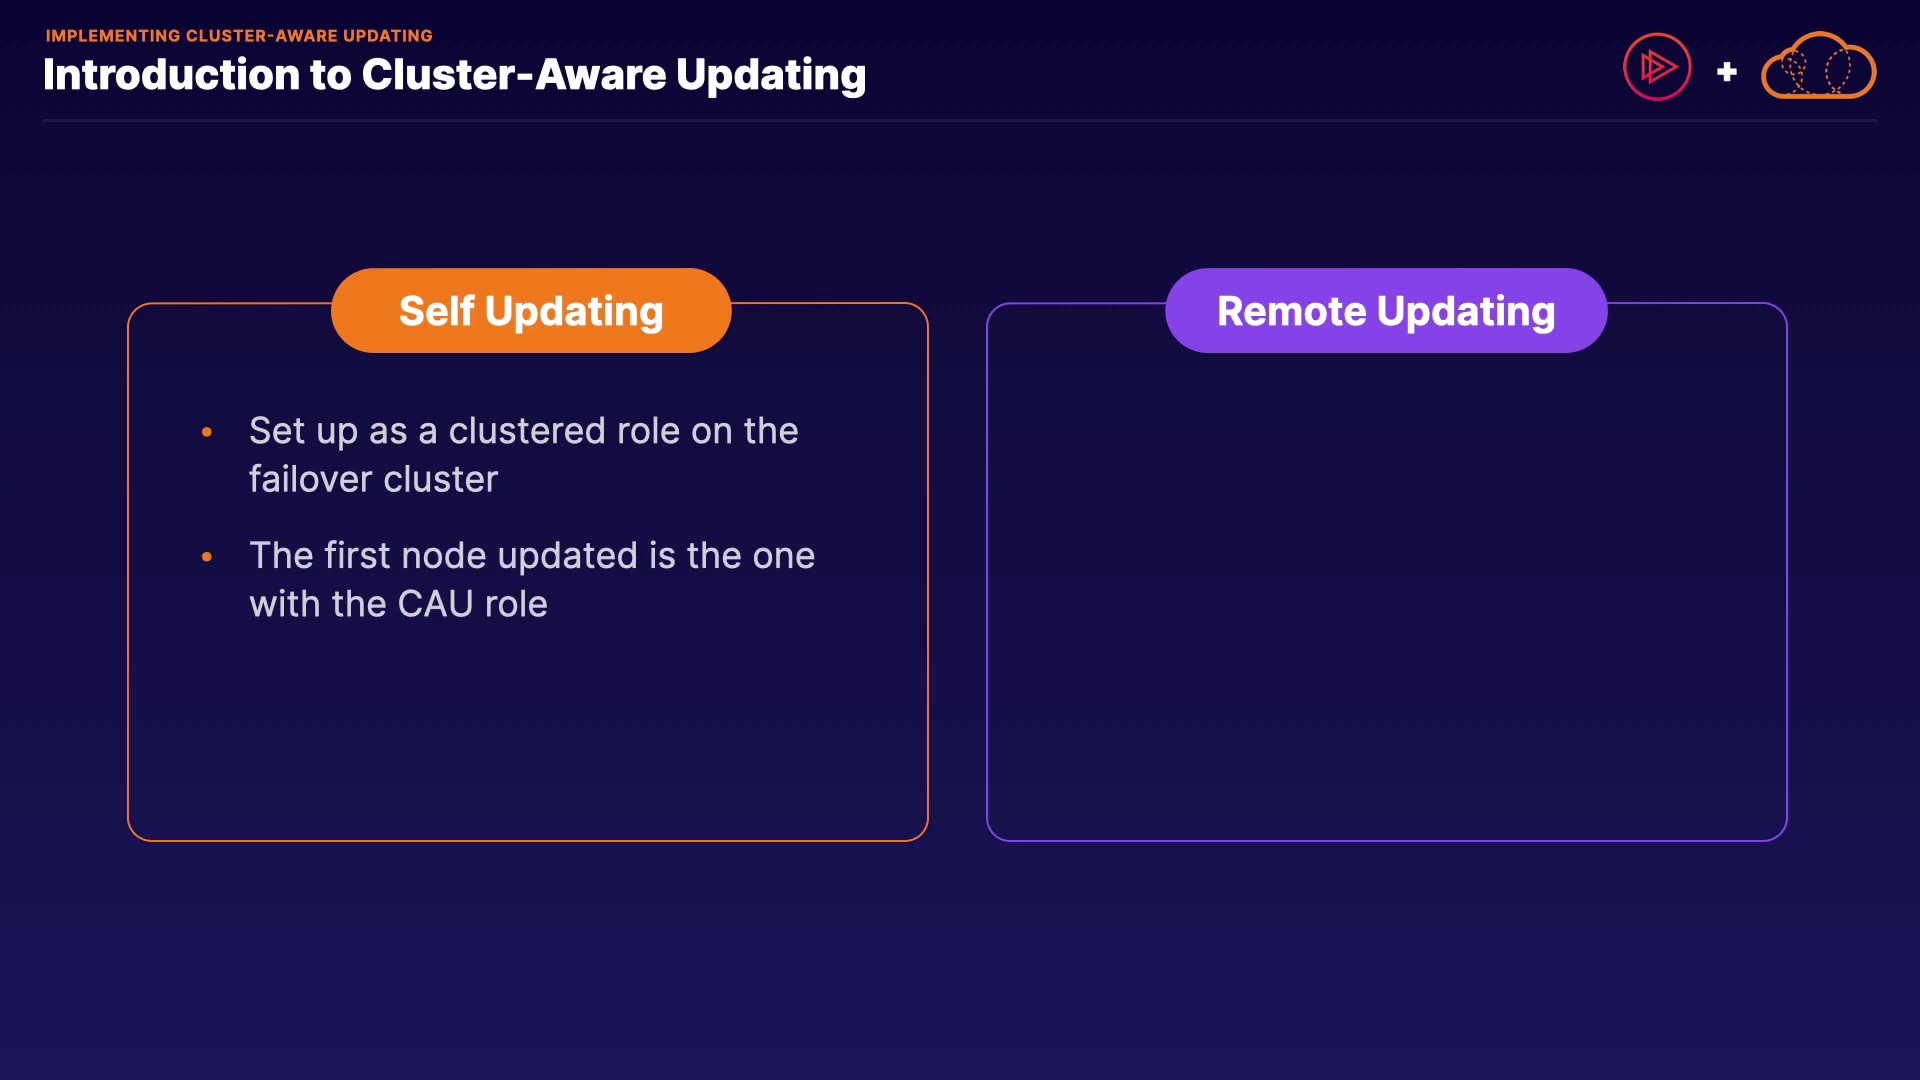 IMPLEMENTING CLUSTER-AWARE UPDATING
Introduction to Cluster-Aware Updating
+
Self Updating
• Set up as a clustered role on the
failover cluster
• The first node updated is the one
with the CAU role
Remote Updating